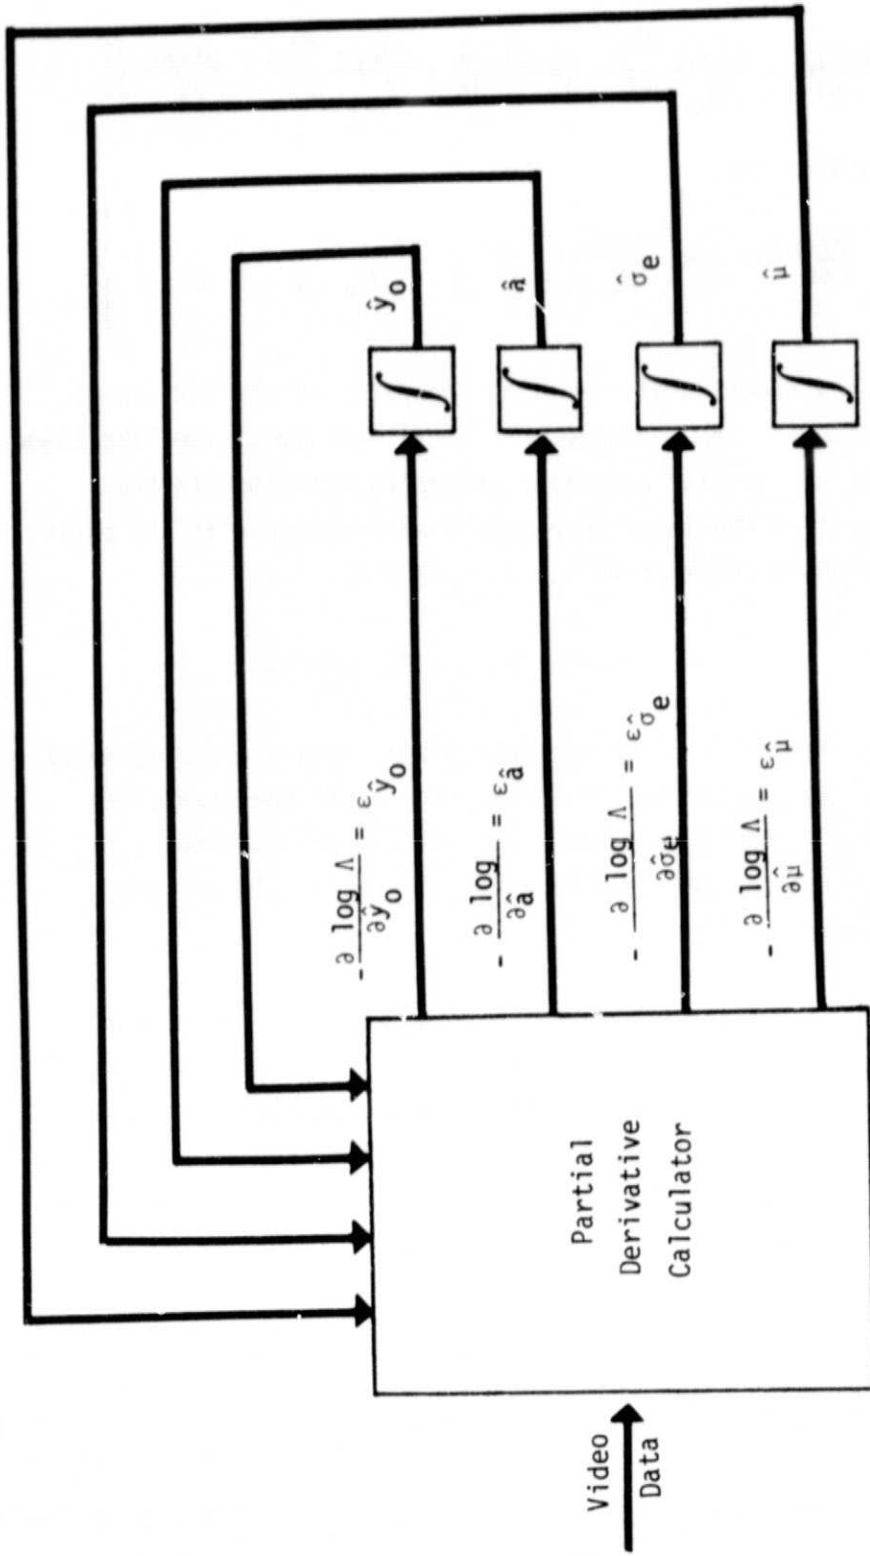 Video
Data
Partial
Derivative
Calculator
- ∂ log Λ / ∂ŷ₀ = ε_ŷ₀
- ∂ log / ∂â = ε_â
- ∂ log Λ / ∂σ̂e = ε_σ̂e
- ∂ log Λ / ∂μ̂ = ε_μ̂
∫
ŷ₀
∫
â
∫
σ̂e
∫
μ̂